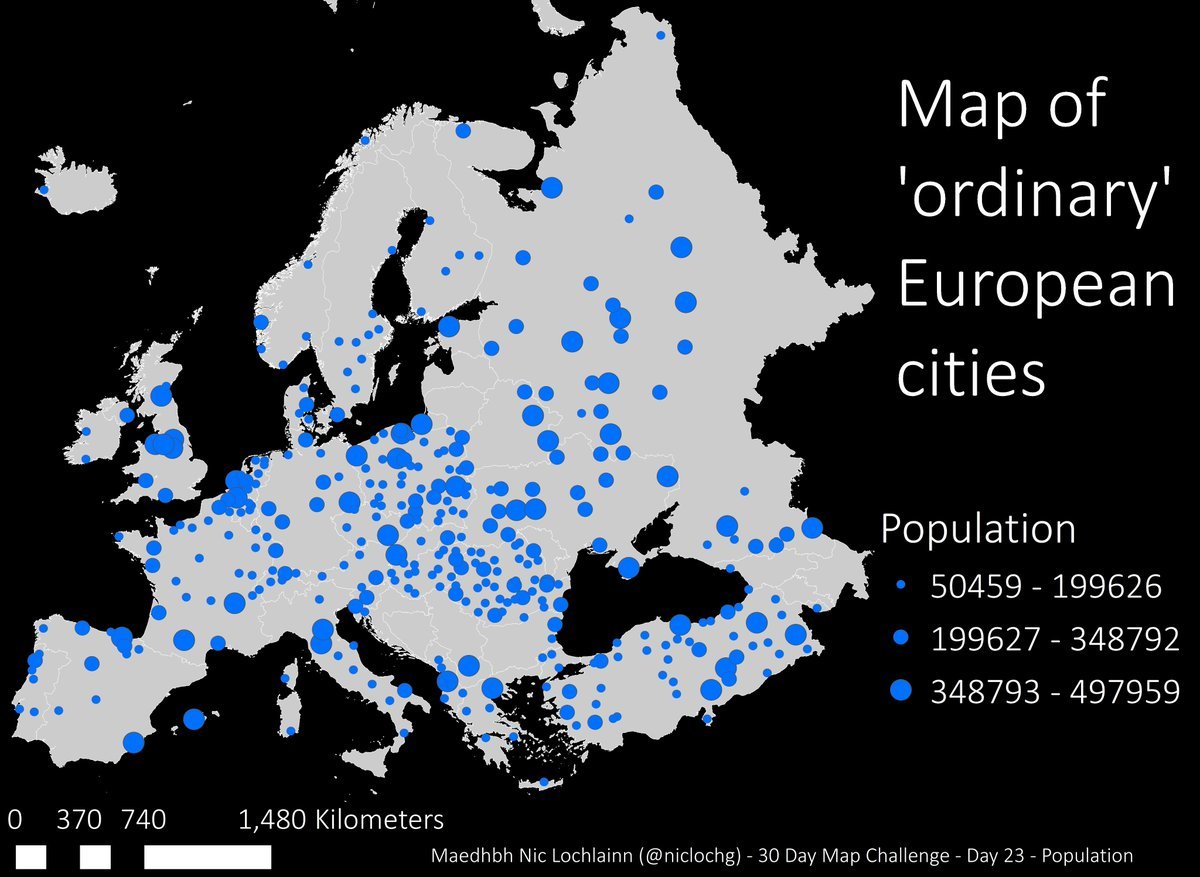 Map of
'ordinary'
European
cities
Population
50459 - 199626
199627 - 348792
348793 - 497959
0 370 740 1,480 Kilometers
Maedhbh Nic Lochlainn (@niclochg) - 30 Day Map Challenge - Day 23 - Population